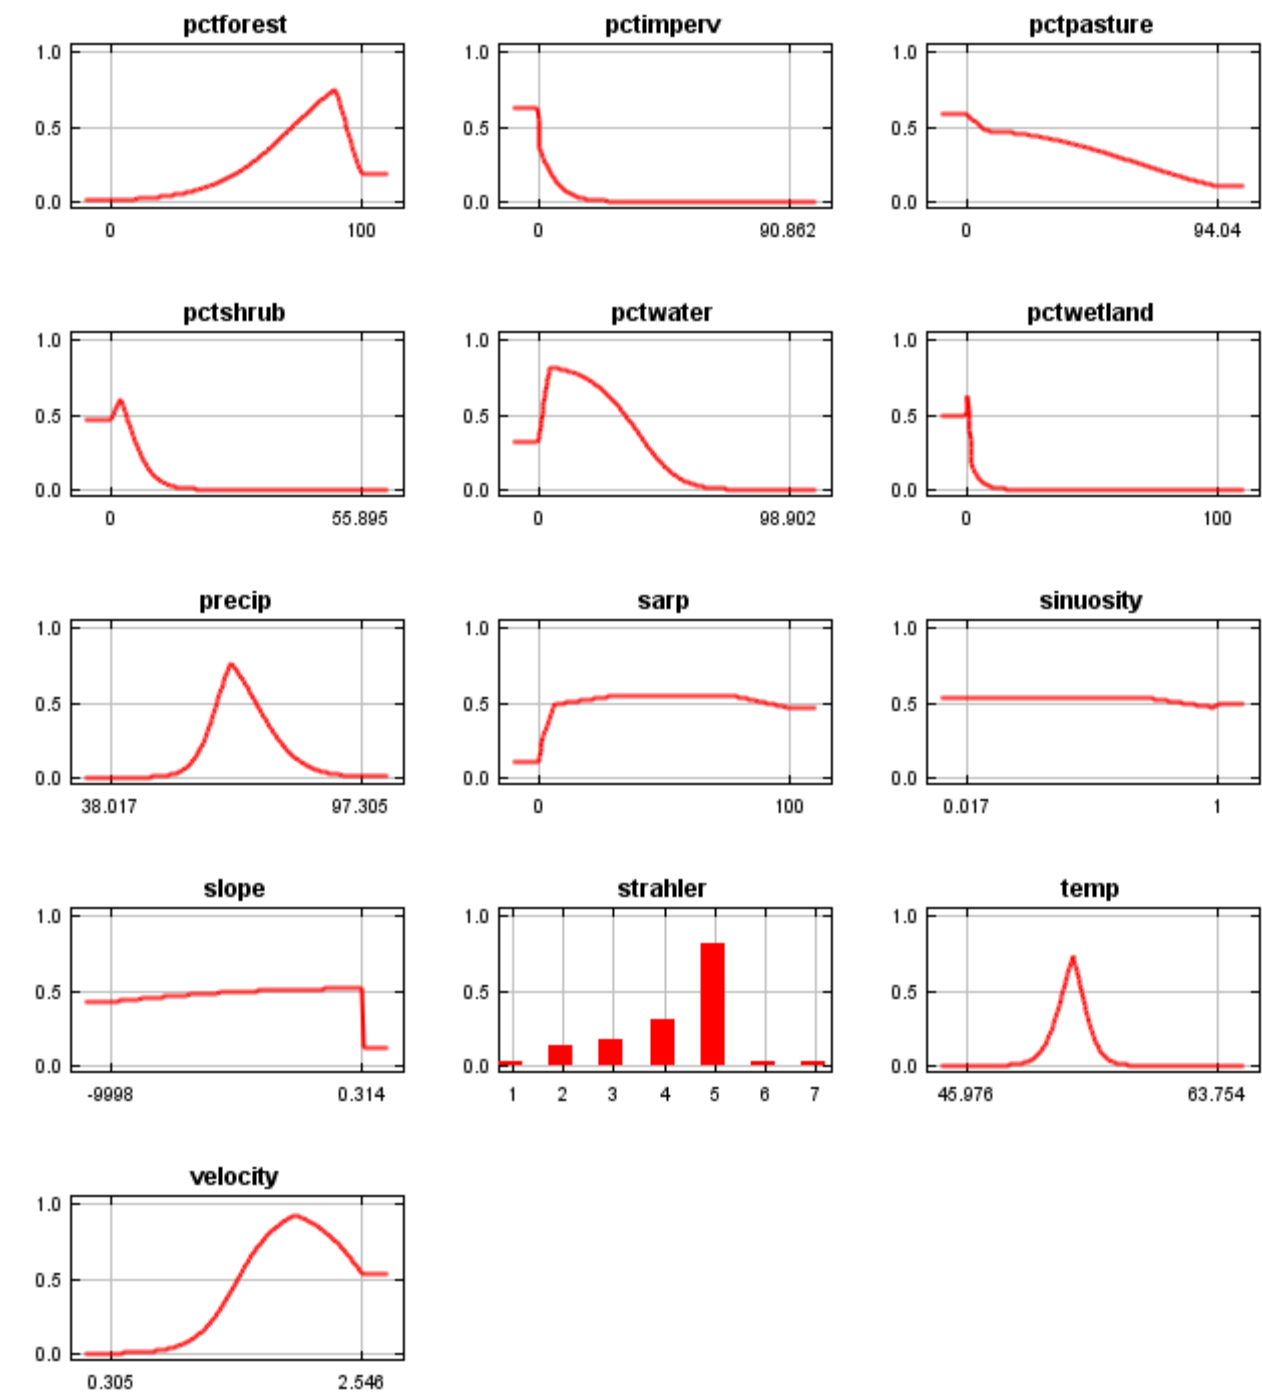 pctforest pctimperv pctpasture
1.0 1.0 1.0
0.5 0.5 0.5
0.0 0.0 0.0
0 100 0 90.862 0 94.04
pctshrub pctwater pctwetland
1.0 1.0 1.0
0.5 0.5 0.5
0.0 0.0 0.0
0 55.895 0 98.902 0 100
precip sarp sinuosity
1.0 1.0 1.0
0.5 0.5 0.5
0.0 0.0 0.0
38.017 97.305 0 100 0.017 1
slope strahler temp
1.0 1.0 1.0
0.5 0.5 0.5
0.0 0.0 0.0
-9998 0.314 1 2 3 4 5 6 7 45.976 63.754
velocity
1.0
0.5
0.0
0.305 2.546